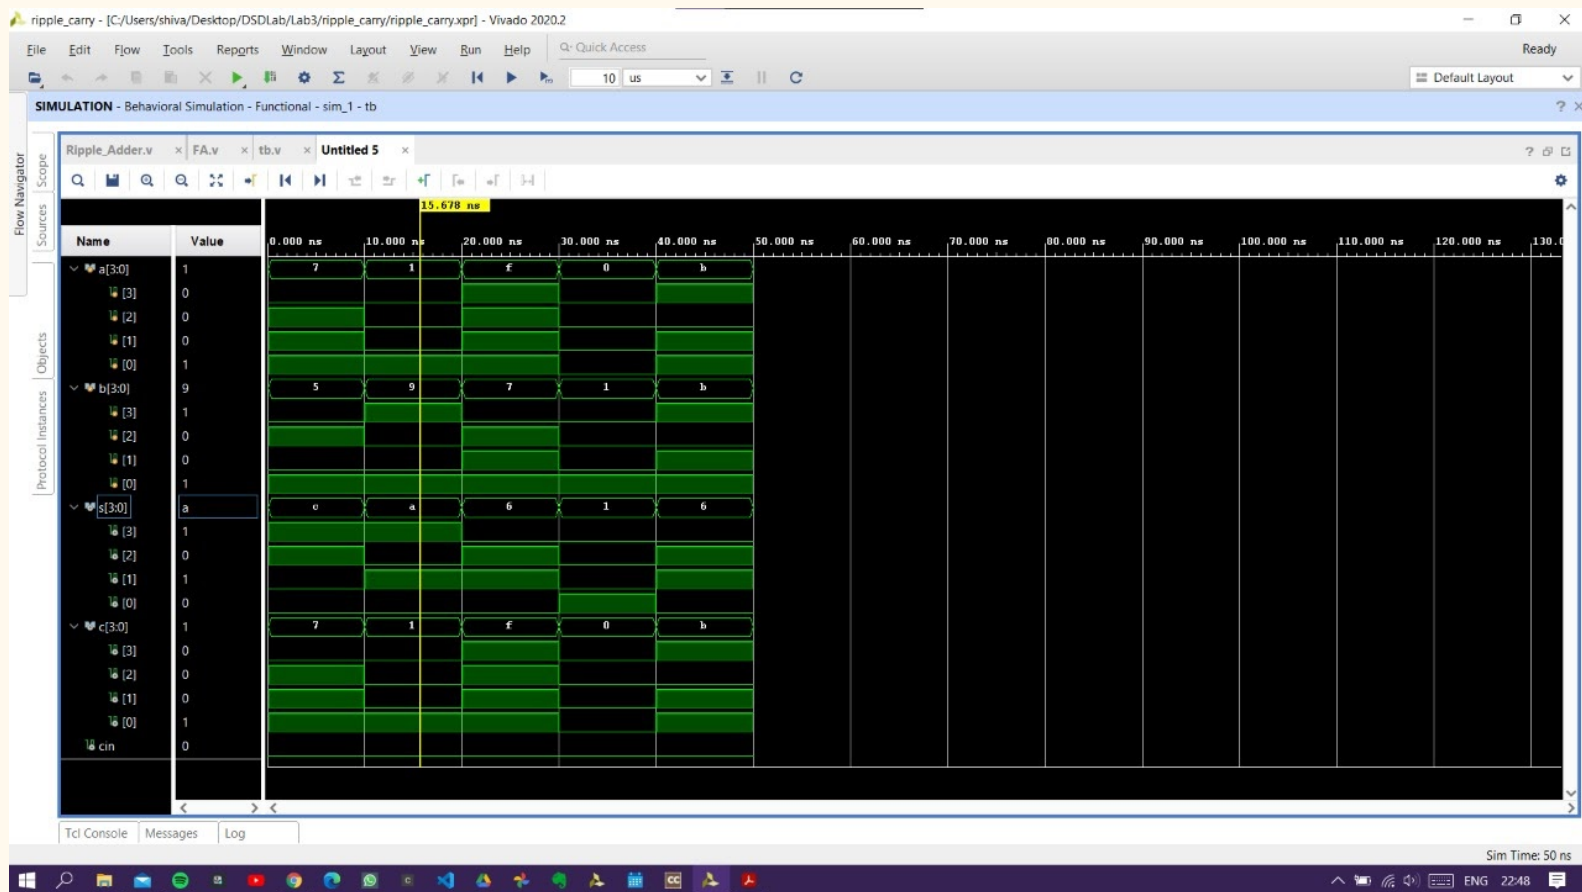 ripple_carry - [C:/Users/shiva/Desktop/DSDLab/Lab3/ripple_carry/ripple_carry.xpr] - Vivado 2020.2
File Edit Flow Tools Reports Window Layout View Run Help Q- Quick Access Ready
10 us Default Layout
SIMULATION - Behavioral Simulation - Functional - sim_1 - tb ?
Flow Navigator
Scope
Sources
Objects
Protocol Instances
Ripple_Adder.v × FA.v × tb.v × Untitled 5 × ?
15.678 ns
Name Value 0.000 ns 10.000 ns 20.000 ns 30.000 ns 40.000 ns 50.000 ns 60.000 ns 70.000 ns 80.000 ns 90.000 ns 100.000 ns 110.000 ns 120.000 ns 130.0
a[3:0] 1 7 1 f 0 b
[3] 0
[2] 0
[1] 0
[0] 1
b[3:0] 9 5 9 7 1 b
[3] 1
[2] 0
[1] 0
[0] 1
s[3:0] a c a 6 1 6
[3] 1
[2] 0
[1] 1
[0] 0
c[3:0] 1 7 1 f 0 b
[3] 0
[2] 0
[1] 0
[0] 1
cin 0
Tcl Console Messages Log
Sim Time: 50 ns
CC ENG 22:48